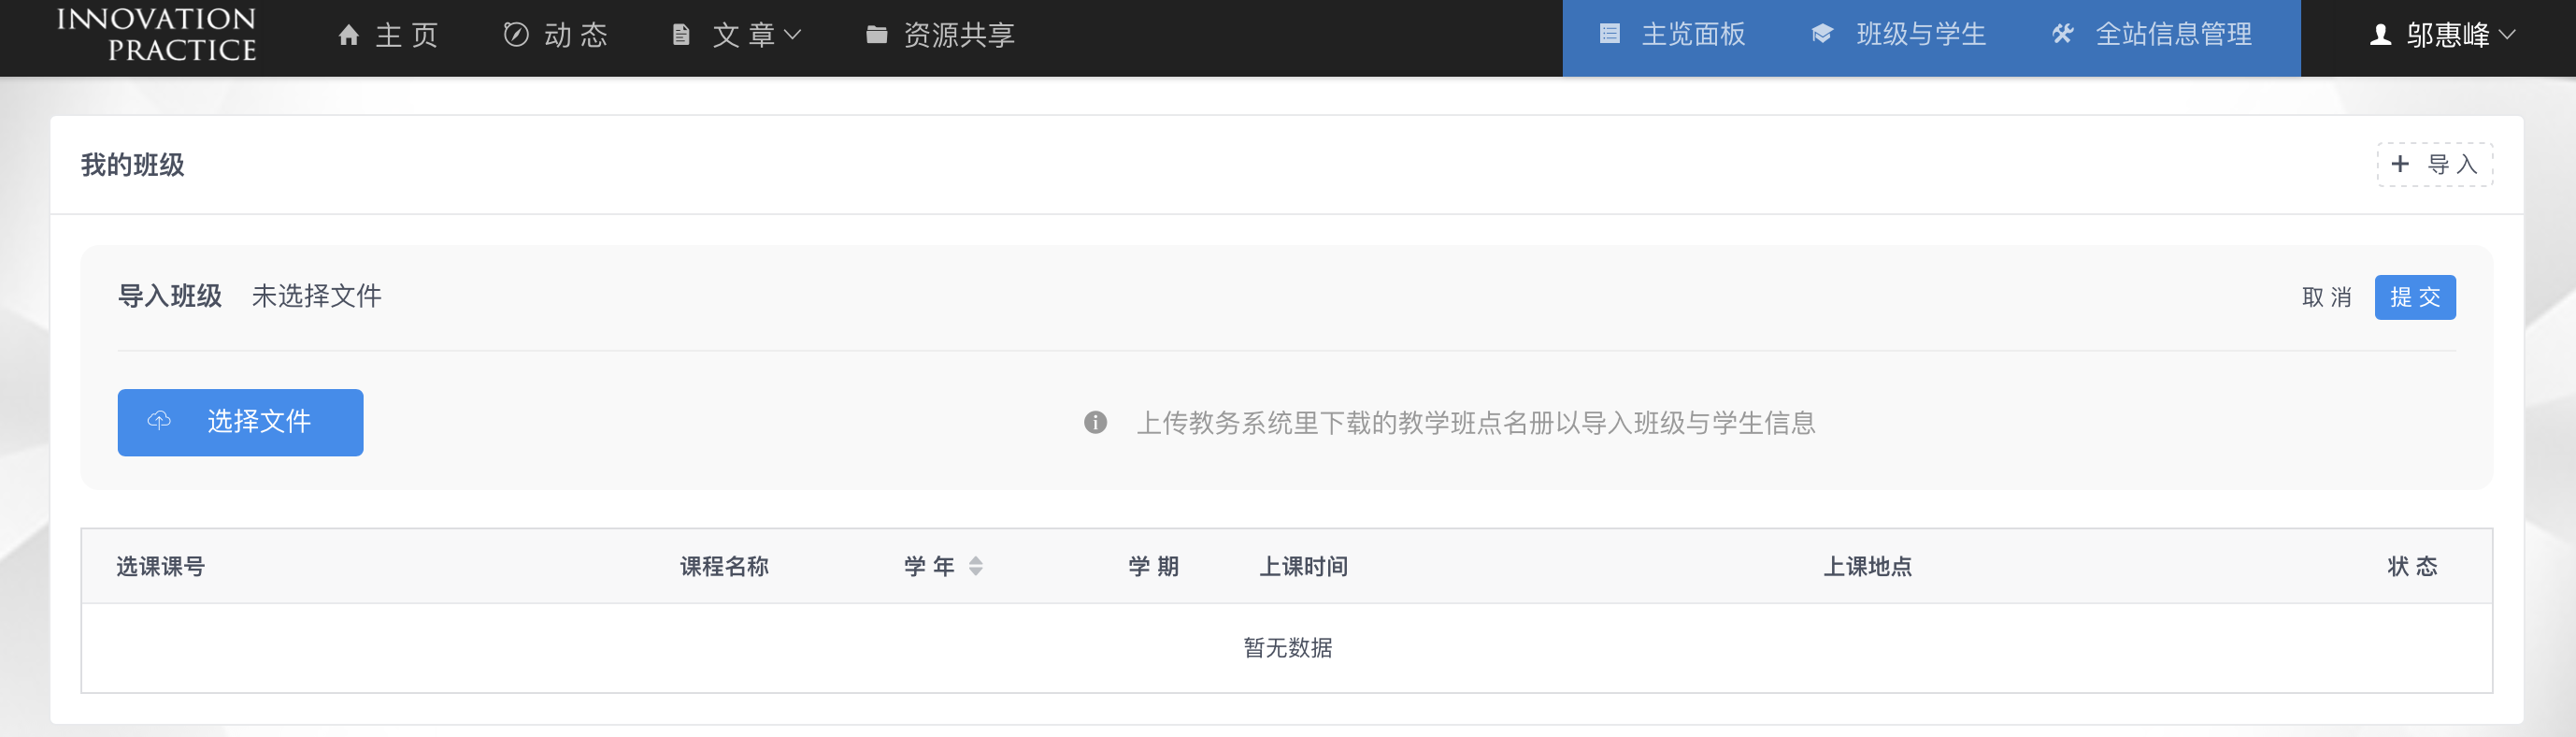 INNOVATION
PRACTICE
主 页 动 态 文 章 资源共享 主览面板 班级与学生 全站信息管理 邬惠峰
我的班级 导 入
导入班级 未选择文件 取 消 提 交
选择文件 上传教务系统里下载的教学班点名册以导入班级与学生信息
选课课号 课程名称 学 年 学 期 上课时间 上课地点 状 态
暂无数据